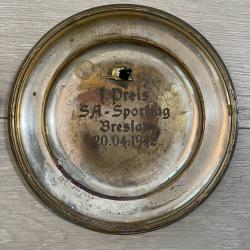 1. Preis
SA-Sporttag
Breslau
20.04.1942